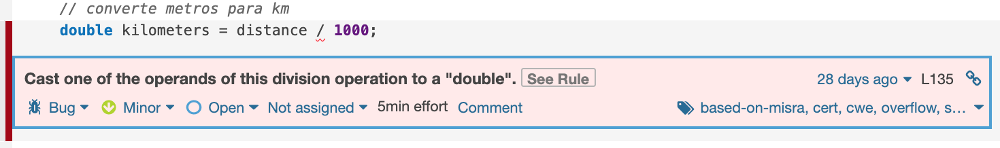 // converte metros para km
double kilometers = distance / 1000;
Cast one of the operands of this division operation to a "double". See Rule 28 days ago L135
Bug Minor Open Not assigned 5min effort Comment based-on-misra, cert, cwe, overflow, s...